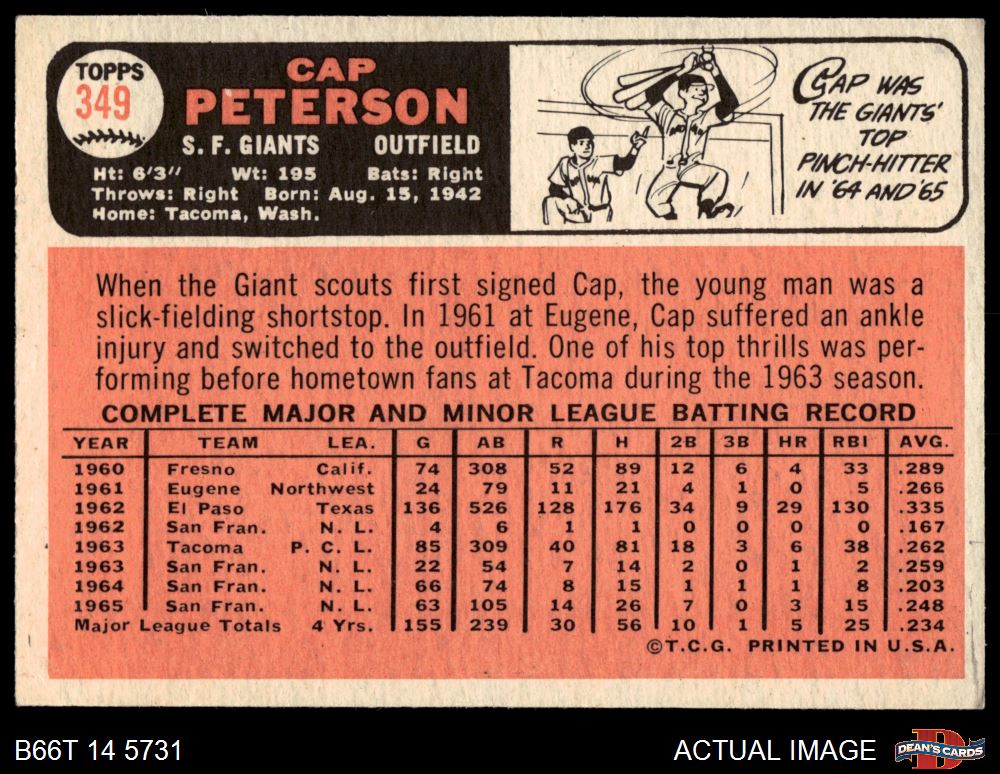 TOPPS
349
CAP
PETERSON
S. F. GIANTS OUTFIELD
Ht: 6'3" Wt: 195 Bats: Right
Throws: Right Born: Aug. 15, 1942
Home: Tacoma, Wash.
CAP WAS
THE GIANTS'
TOP
PINCH-HITTER
IN '64 AND '65
When the Giant scouts first signed Cap, the young man was a
slick-fielding shortstop. In 1961 at Eugene, Cap suffered an ankle
injury and switched to the outfield. One of his top thrills was per-
forming before hometown fans at Tacoma during the 1963 season.
COMPLETE MAJOR AND MINOR LEAGUE BATTING RECORD
YEAR TEAM LEA. G AB R H 2B 3B HR RBI AVG.
1960 Fresno Calif. 74 308 52 89 12 6 4 33 .289
1961 Eugene Northwest 24 79 11 21 4 1 0 5 .266
1962 El Paso Texas 136 526 128 176 34 9 29 130 .335
1962 San Fran. N. L. 4 6 1 1 0 0 0 0 .167
1963 Tacoma P. C. L. 85 309 40 81 18 3 6 38 .262
1963 San Fran. N. L. 22 54 7 14 2 0 1 2 .259
1964 San Fran. N. L. 66 74 8 15 1 1 1 8 .203
1965 San Fran. N. L. 63 105 14 26 7 0 3 15 .248
Major League Totals 4 Yrs. 155 239 30 56 10 1 5 25 .234
©T.C.G. PRINTED IN U.S.A.
B66T 14 5731
ACTUAL IMAGE
DEAN'S CARDS